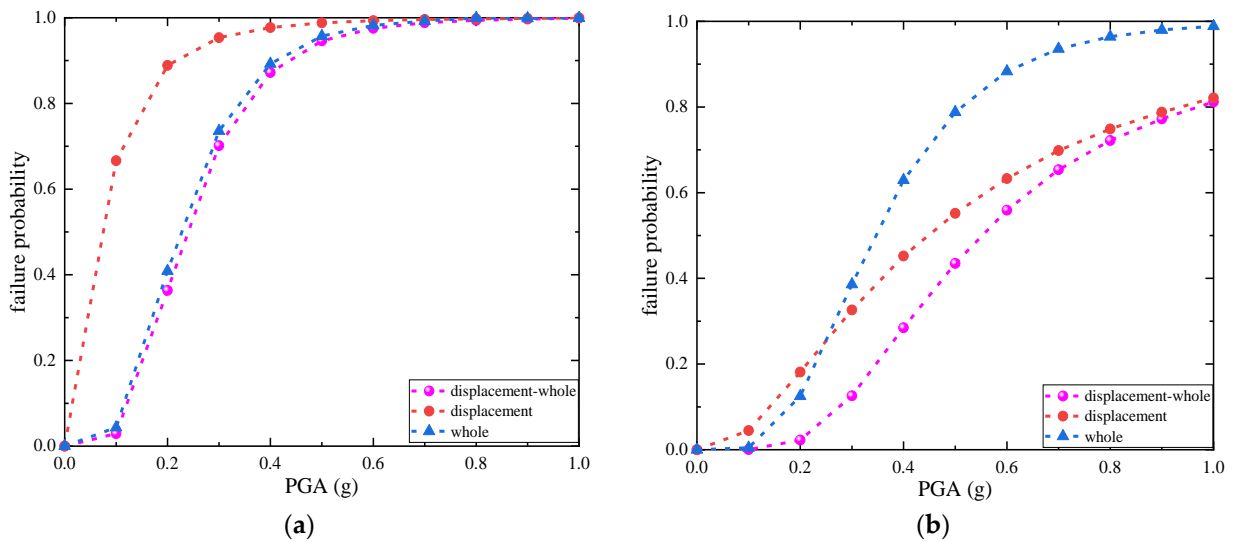 1.0
0.8
0.6
0.4
0.2
0.0
failure probability
0.0 0.2 0.4 0.6 0.8 1.0
PGA (g)
displacement-whole
displacement
whole
(a)
1.0
0.8
0.6
0.4
0.2
0.0
failure probability
0.0 0.2 0.4 0.6 0.8 1.0
PGA (g)
displacement-whole
displacement
whole
(b)